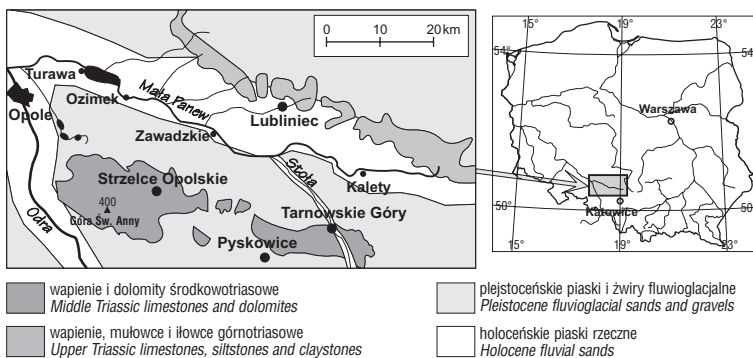 0 10 20 km
Turawa
Ozimek
Opole
Mała Panew
Lubliniec
Zawadzkie
Stoła
Kalety
Strzelce Opolskie
400
Góra Św. Anny
Odra
Tarnowskie Góry
Pyskowice
15° 19° 23°
54° 54°
Warszawa
50° 50°
Katowice
15° 19° 23°
wapienie i dolomity środkowotriasowe
Middle Triassic limestones and dolomites
wapienie, mułowce i iłowce górnotriasowe
Upper Triassic limestones, siltstones and claystones
plejstoceńskie piaski i żwiry fluwioglacjalne
Pleistocene fluvioglacial sands and gravels
holoceńskie piaski rzeczne
Holocene fluvial sands